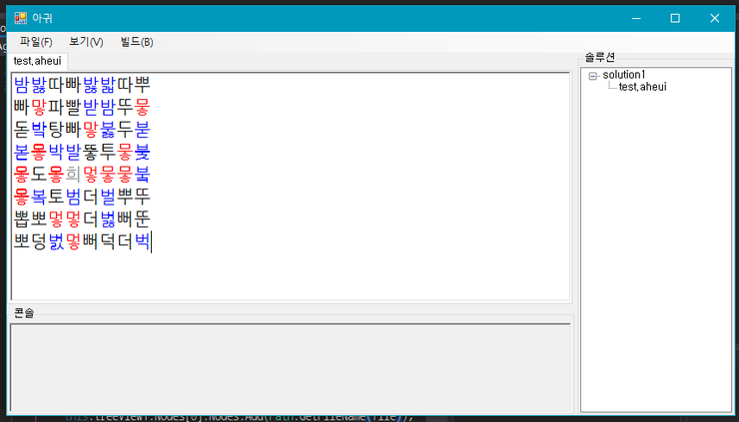 아귀
파일(F) 보기(V) 빌드(B)
test.aheui
솔루션
solution1
test.aheui
밤밣따빠밣밟따뿌
빠맣파빨받밤뚜뭏
돋밬탕빠맣붏두붇
볻뫃박발뚷투뭏붖
뫃도뫃희멓뭏뭏붘
뫃봌토범더벌뿌뚜
뽑뽀멓멓더벓뻐뚠
뽀덩벐멓뻐덕더벅
콘솔
this.treeView1.Nodes[0].Nodes.Add(Path.GetFileName(file));